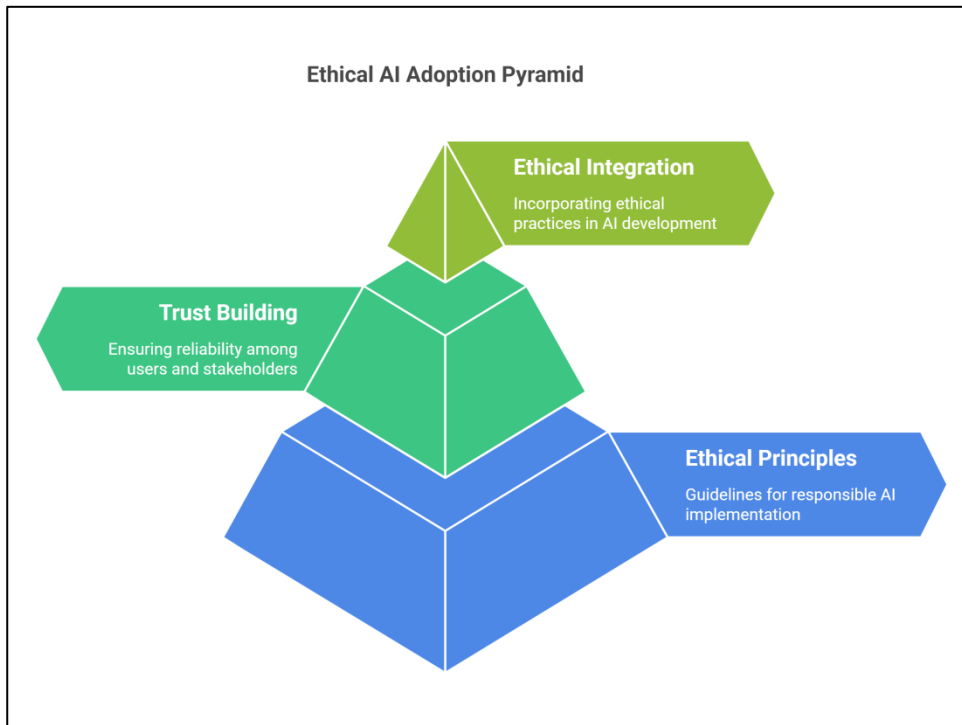 Ethical AI Adoption Pyramid
Ethical Integration
Incorporating ethical
practices in AI development
Trust Building
Ensuring reliability among
users and stakeholders
Ethical Principles
Guidelines for responsible AI
implementation